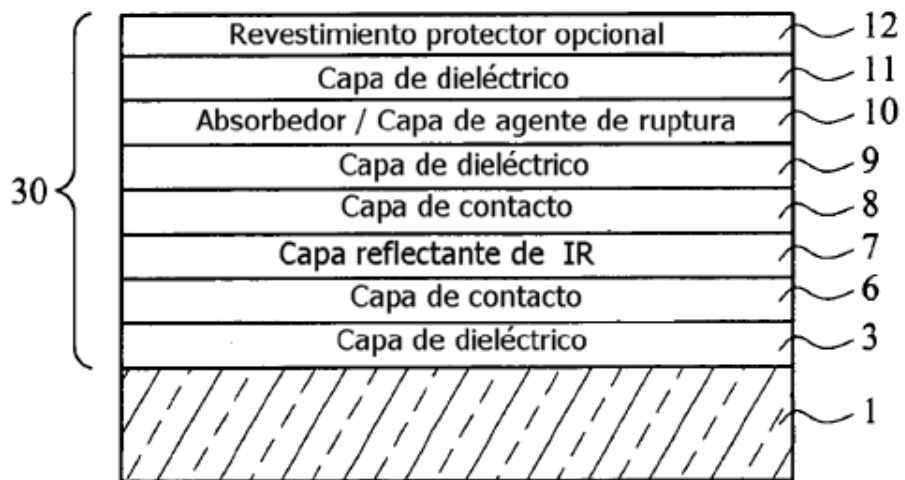 Revestimiento protector opcional 12
Capa de dieléctrico 11
Absorbedor / Capa de agente de ruptura 10
Capa de dieléctrico 9
30
Capa de contacto 8
Capa reflectante de IR 7
Capa de contacto 6
Capa de dieléctrico 3
1